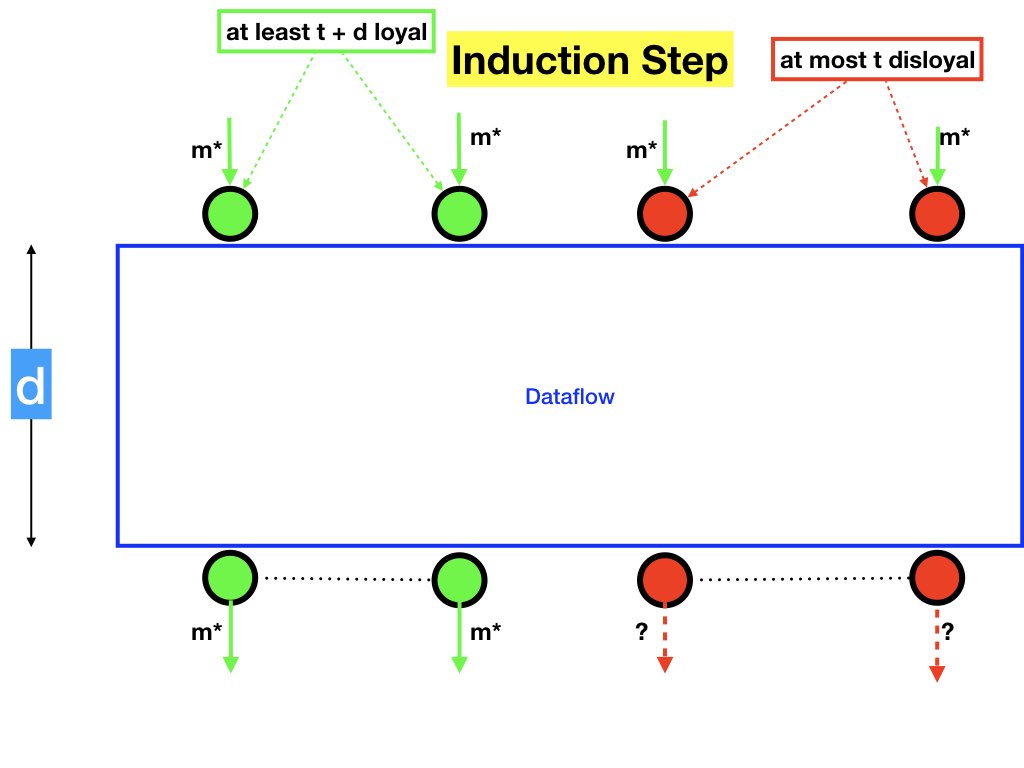 at least t + d loyal
Induction Step
at most t disloyal
m*
m*
m*
m*
d
Dataflow
m*
m*
?
?